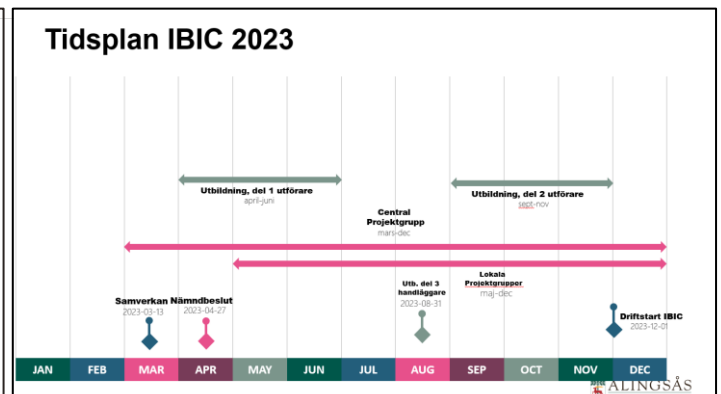 Tidsplan IBIC 2023
Utbildning, del 1 utförare
april-juni
Utbildning, del 2 utförare
sept-nov
Central
Projektgrupp
mars-dec
Lokala
Projektgrupper
maj-dec
Samverkan
2023-03-13
Nämndbeslut
2023-04-27
Utb. del 3
handläggare
2023-08-31
Driftstart IBIC
2023-12-01
JAN FEB MAR APR MAY JUN JUL AUG SEP OCT NOV DEC
ALINGSÅS